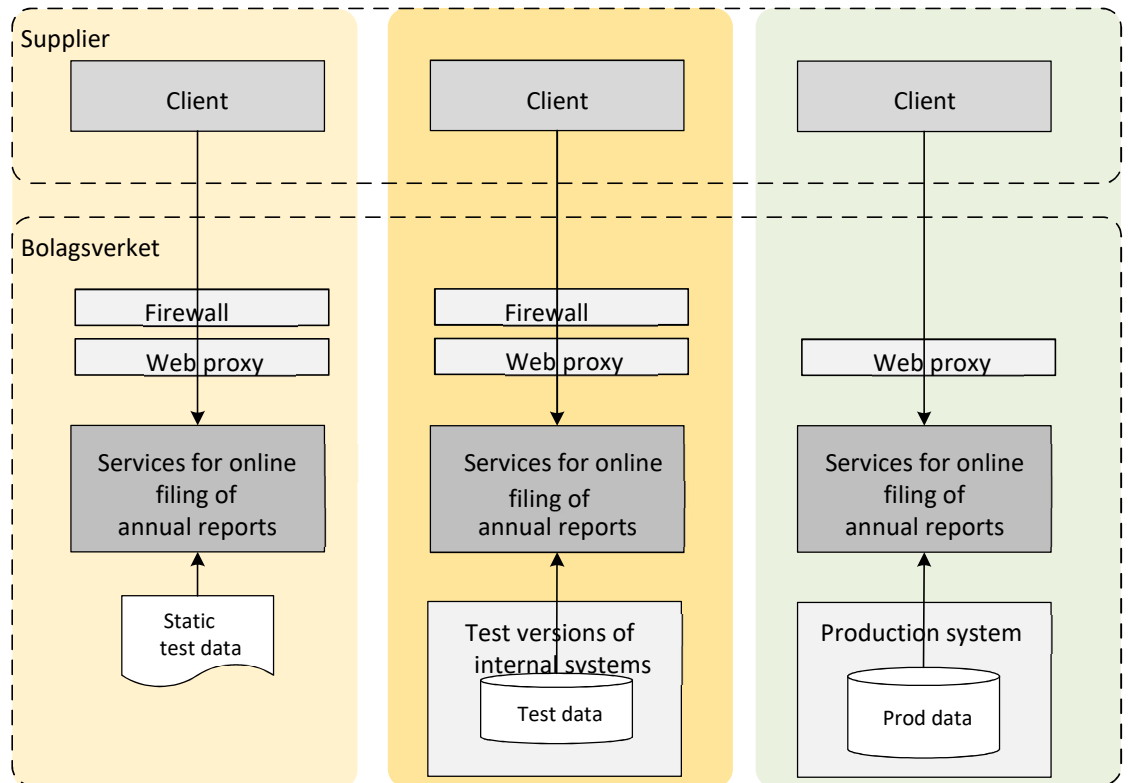 Supplier
Client
Client
Client
Bolagsverket
Firewall
Firewall
Web proxy
Web proxy
Web proxy
Services for online
filing of
annual reports
Services for online
filing of
annual reports
Services for online
filing of
annual reports
Static
test data
Test versions of
internal systems
Test data
Production system
Prod data